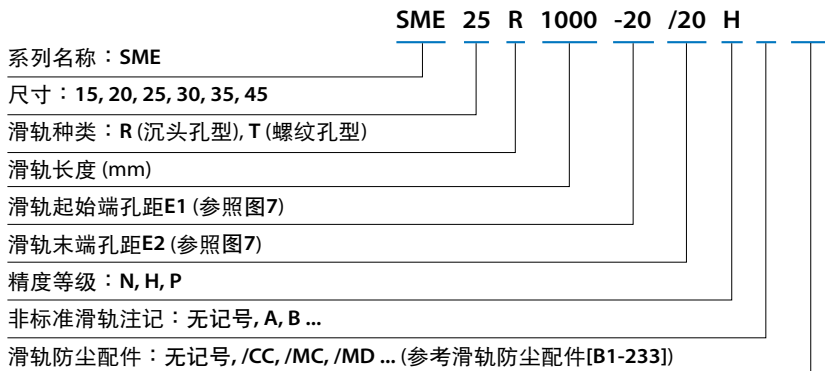 SME 25 R 1000 -20 /20 H
系列名称：SME
尺寸：15, 20, 25, 30, 35, 45
滑轨种类：R (沉头孔型), T (螺纹孔型)
滑轨长度 (mm)
滑轨起始端孔距E1 (参照图7)
滑轨末端孔距E2 (参照图7)
精度等级：N, H, P
非标准滑轨注记：无记号, A, B ...
滑轨防尘配件：无记号, /CC, /MC, /MD ... (参考滑轨防尘配件[B1-233])